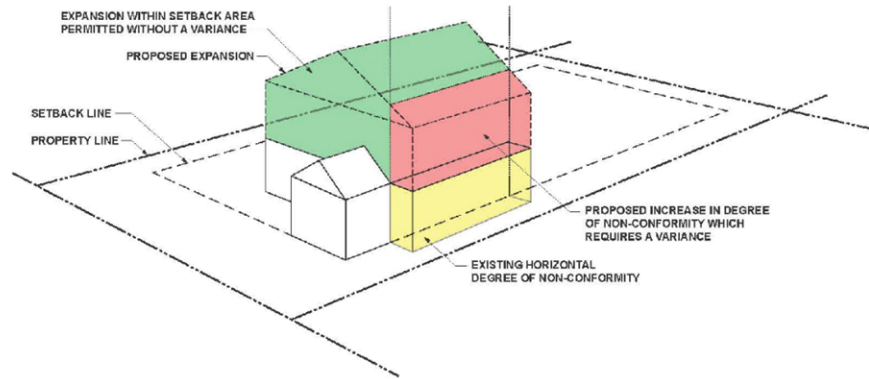 EXPANSION WITHIN SETBACK AREA
PERMITTED WITHOUT A VARIANCE
PROPOSED EXPANSION
SETBACK LINE
PROPERTY LINE
PROPOSED INCREASE IN DEGREE
OF NON-CONFORMITY WHICH
REQUIRES A VARIANCE
EXISTING HORIZONTAL
DEGREE OF NON-CONFORMITY